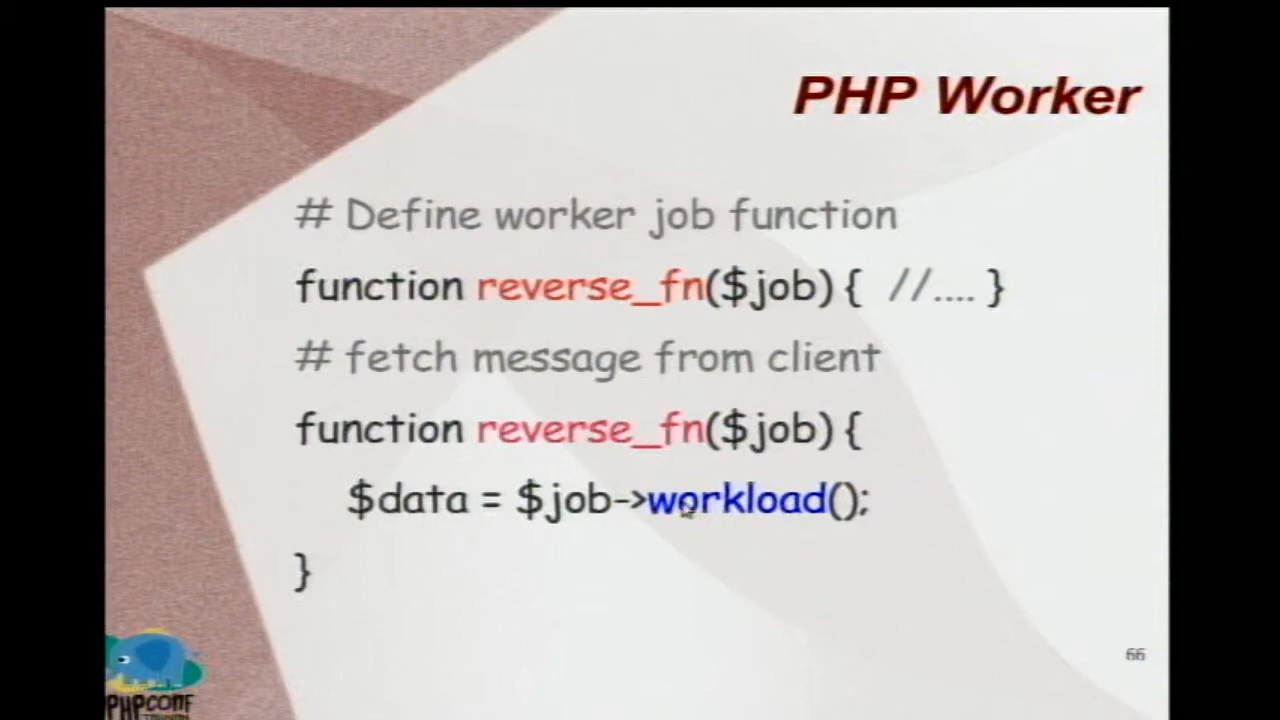 PHP Worker
# Define worker job function
function reverse_fn($job) { //.... }
# fetch message from client
function reverse_fn($job) {
$data = $job->workload();
}
66
PHPCONF